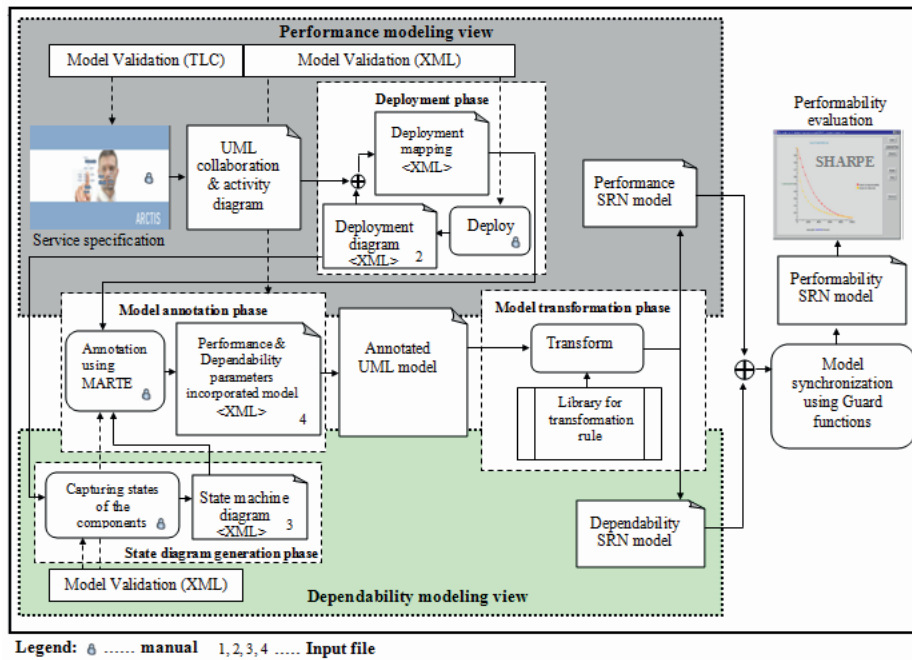 Performance modeling view
Model Validation (TLC)
Model Validation (XML)
Deployment phase
Deployment
mapping
<XML>
UML
collaboration
& activity
diagram
ARCTIS
Service specification
Deployment
diagram
<XML>
2
Deploy
Performance
SRN model
Performability
evaluation
SHARPE
Performability
SRN model
Model annotation phase
Annotation
using
MARTE
Performance &
Dependability
parameters
incorporated model
<XML>
4
Annotated
UML model
Model transformation phase
Transform
Library for
transformation
rule
Model
synchronization
using Guard
functions
Capturing states
of the
components
State machine
diagram
<XML>
3
State diagram generation phase
Model Validation (XML)
Dependability
SRN model
Dependability modeling view
Legend: ...... manual 1, 2, 3, 4 ..... Input file